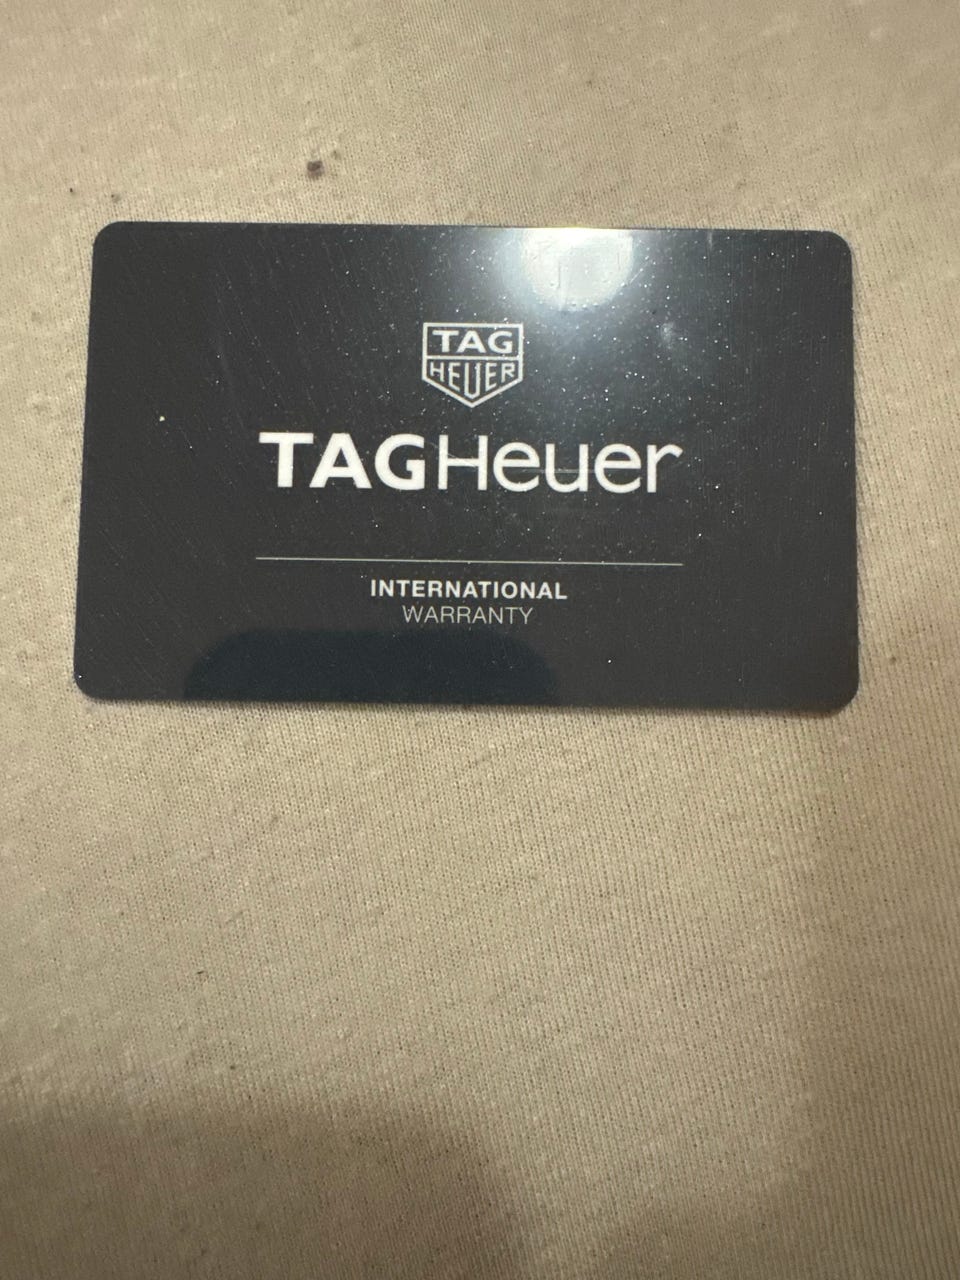 TAG
HEUER
TAGHeuer
INTERNATIONAL
WARRANTY